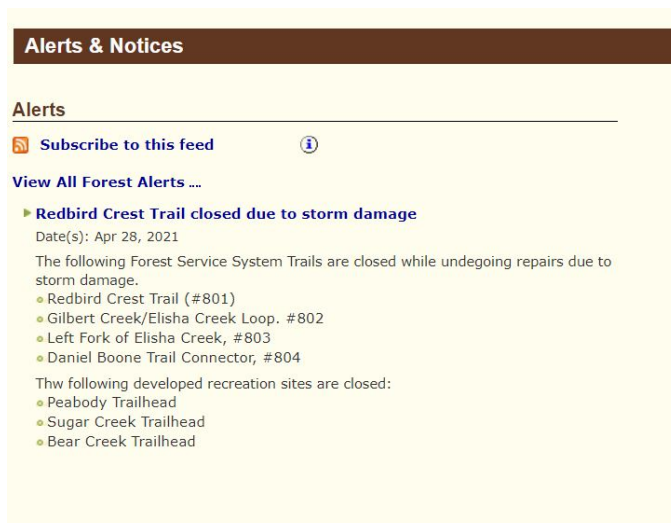 Alerts & Notices
Alerts
Subscribe to this feed
View All Forest Alerts ....
Redbird Crest Trail closed due to storm damage
Date(s): Apr 28, 2021
The following Forest Service System Trails are closed while undegoing repairs due to
storm damage.
Redbird Crest Trail (#801)
Gilbert Creek/Elisha Creek Loop. #802
Left Fork of Elisha Creek, #803
Daniel Boone Trail Connector, #804
Thw following developed recreation sites are closed:
Peabody Trailhead
Sugar Creek Trailhead
Bear Creek Trailhead